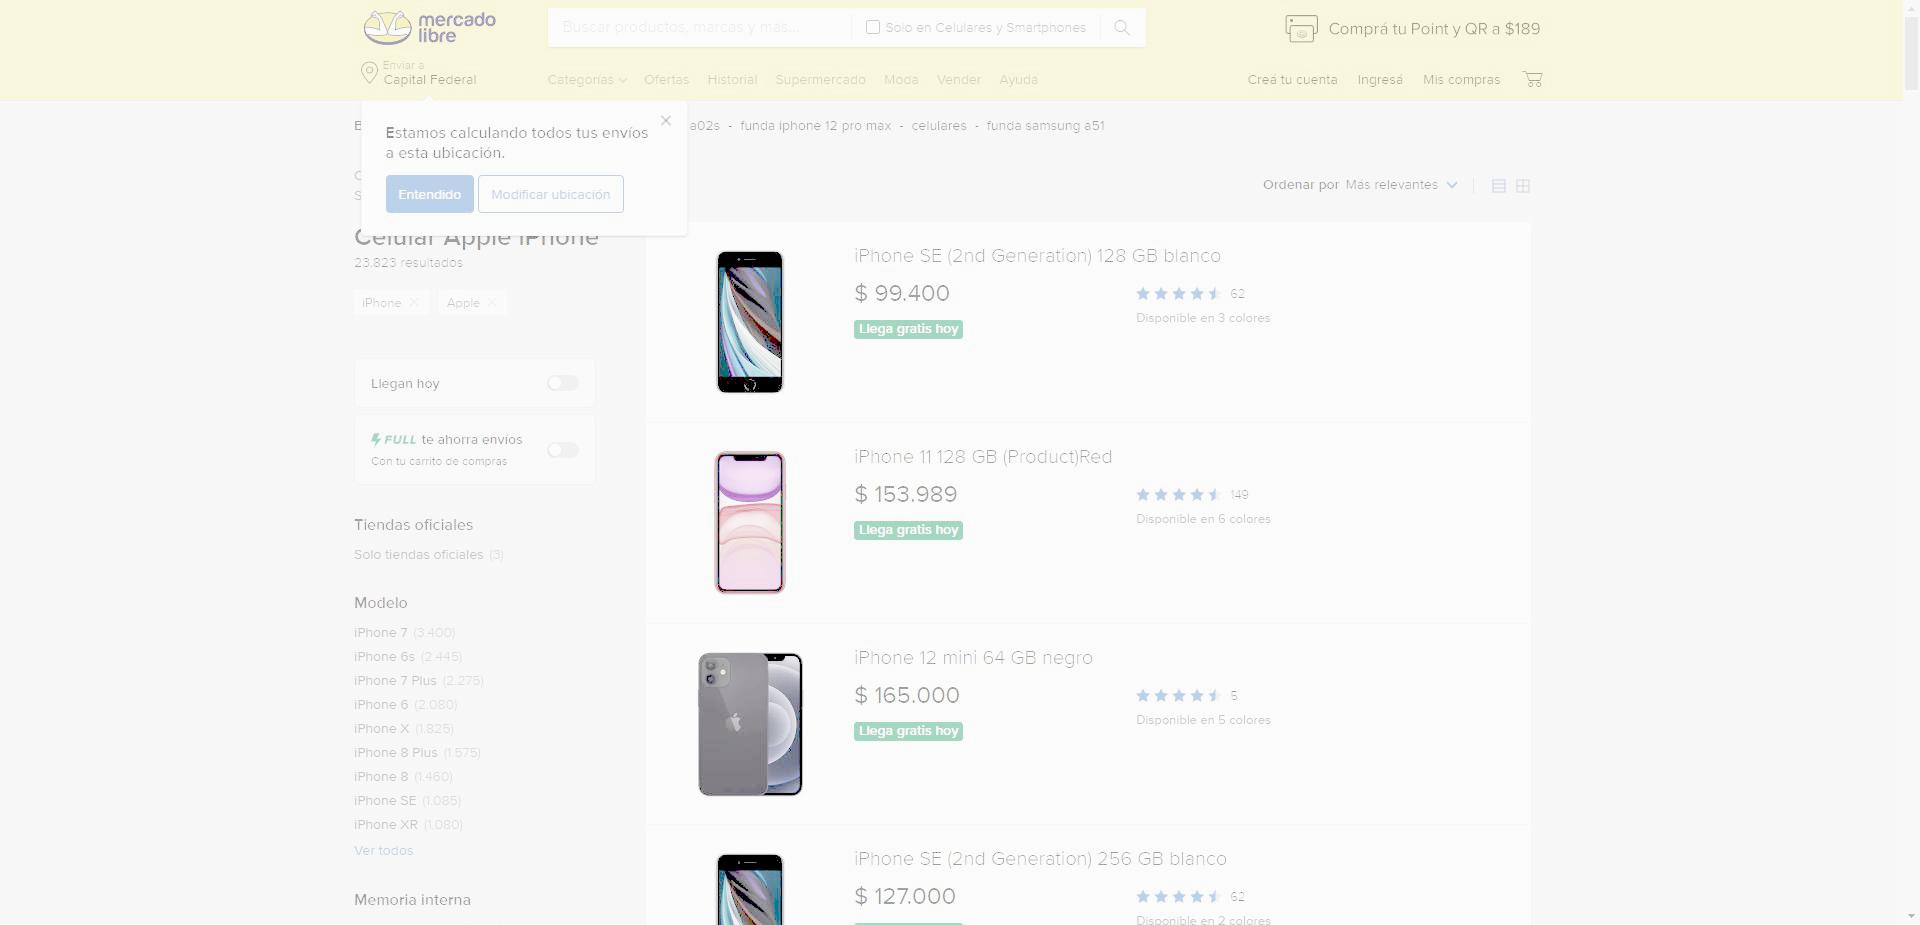 mercado
libre
Buscar productos, marcas y más...
Solo en Celulares y Smartphones
Comprá tu Point y QR a $189
Enviar a
Capital Federal
Categorías
Ofertas
Historial
Supermercado
Moda
Vender
Ayuda
Creá tu cuenta
Ingresá
Mis compras
a02s - funda iphone 12 pro max - celulares - funda samsung a51
Estamos calculando todos tus envíos
a esta ubicación.
Entendido
Modificar ubicación
Ordenar por Más relevantes
Celular Apple iPhone
23.823 resultados
iPhone
Apple
Llegan hoy
FULL te ahorra envíos
Con tu carrito de compras
Tiendas oficiales
Solo tiendas oficiales (3)
Modelo
iPhone 7 (3.400)
iPhone 6s (2.445)
iPhone 7 Plus (2.275)
iPhone 6 (2.080)
iPhone X (1.825)
iPhone 8 Plus (1.575)
iPhone 8 (1.460)
iPhone SE (1.085)
iPhone XR (1.080)
Ver todos
Memoria interna
iPhone SE (2nd Generation) 128 GB blanco
$ 99.400
62
Llega gratis hoy
Disponible en 3 colores
iPhone 11 128 GB (Product)Red
$ 153.989
149
Llega gratis hoy
Disponible en 6 colores
iPhone 12 mini 64 GB negro
$ 165.000
5
Llega gratis hoy
Disponible en 5 colores
iPhone SE (2nd Generation) 256 GB blanco
$ 127.000
62
Disponible en 2 colores